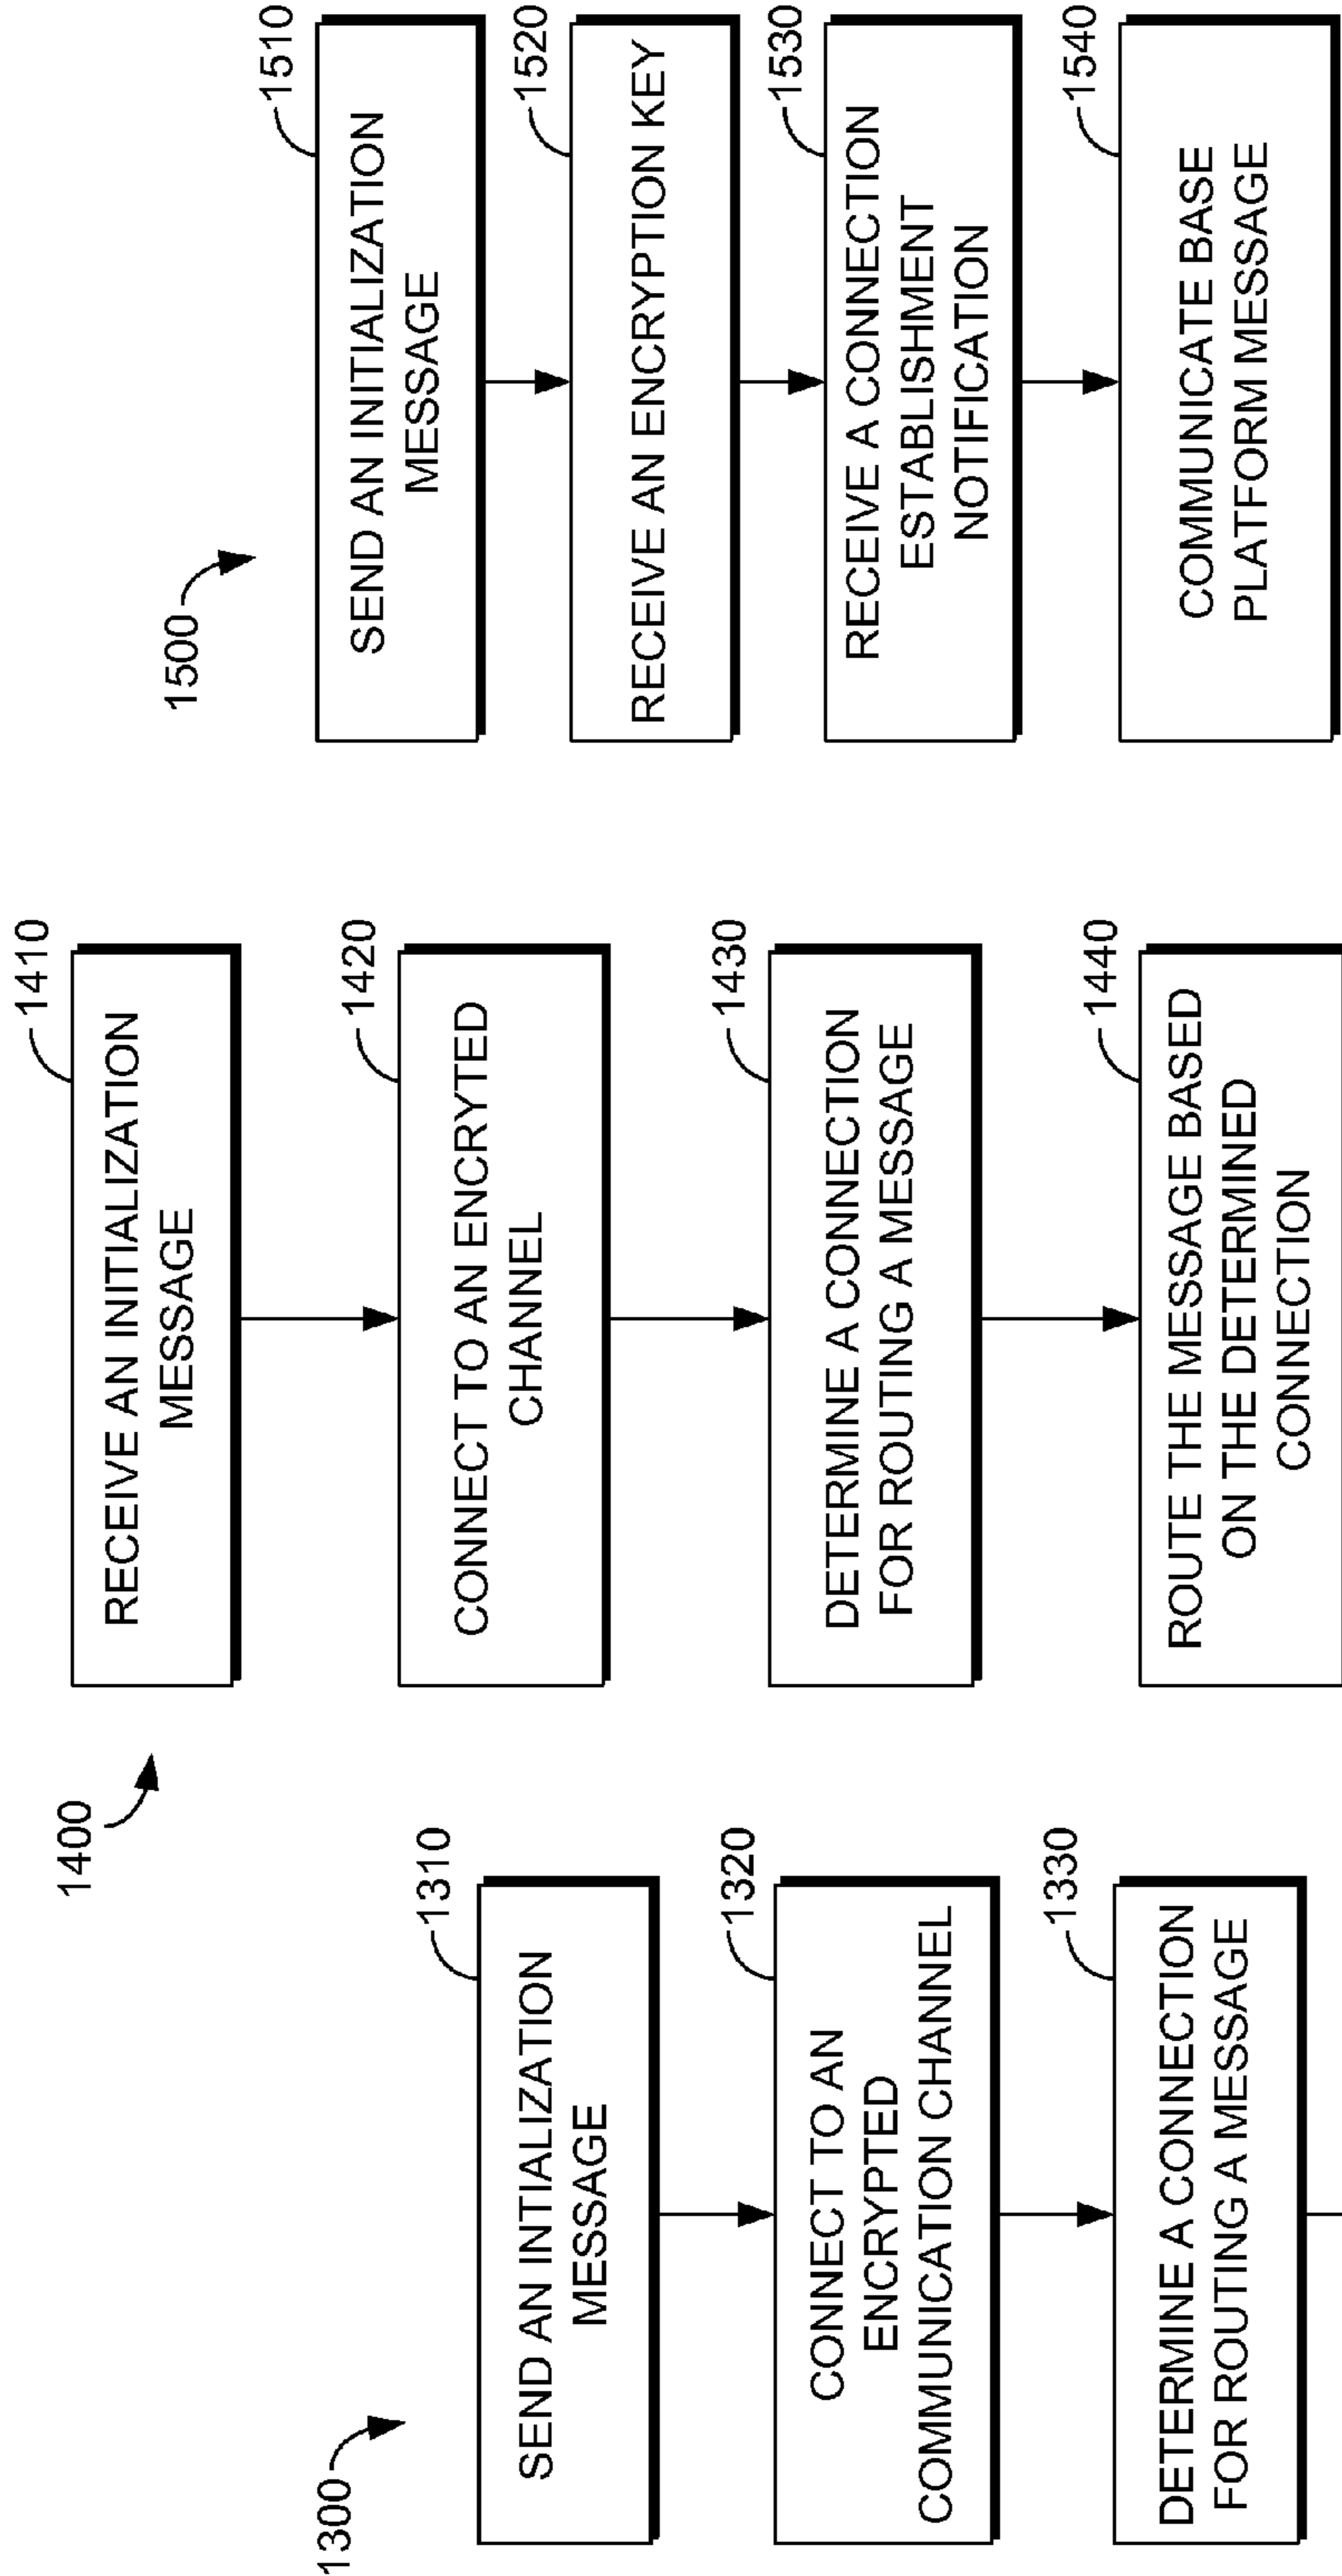 1300
1310
SEND AN INTIALIZATION
MESSAGE
1320
CONNECT TO AN
ENCRYPTED
COMMUNICATION CHANNEL
1330
DETERMINE A CONNECTION
FOR ROUTING A MESSAGE
1400
1410
RECEIVE AN INITIALIZATION
MESSAGE
1420
CONNECT TO AN ENCRYTED
CHANNEL
1430
DETERMINE A CONNECTION
FOR ROUTING A MESSAGE
1440
ROUTE THE MESSAGE BASED
ON THE DETERMINED
CONNECTION
1500
1510
SEND AN INITIALIZATION
MESSAGE
1520
RECEIVE AN ENCRYPTION KEY
1530
RECEIVE A CONNECTION
ESTABLISHMENT
NOTIFICATION
1540
COMMUNICATE BASE
PLATFORM MESSAGE